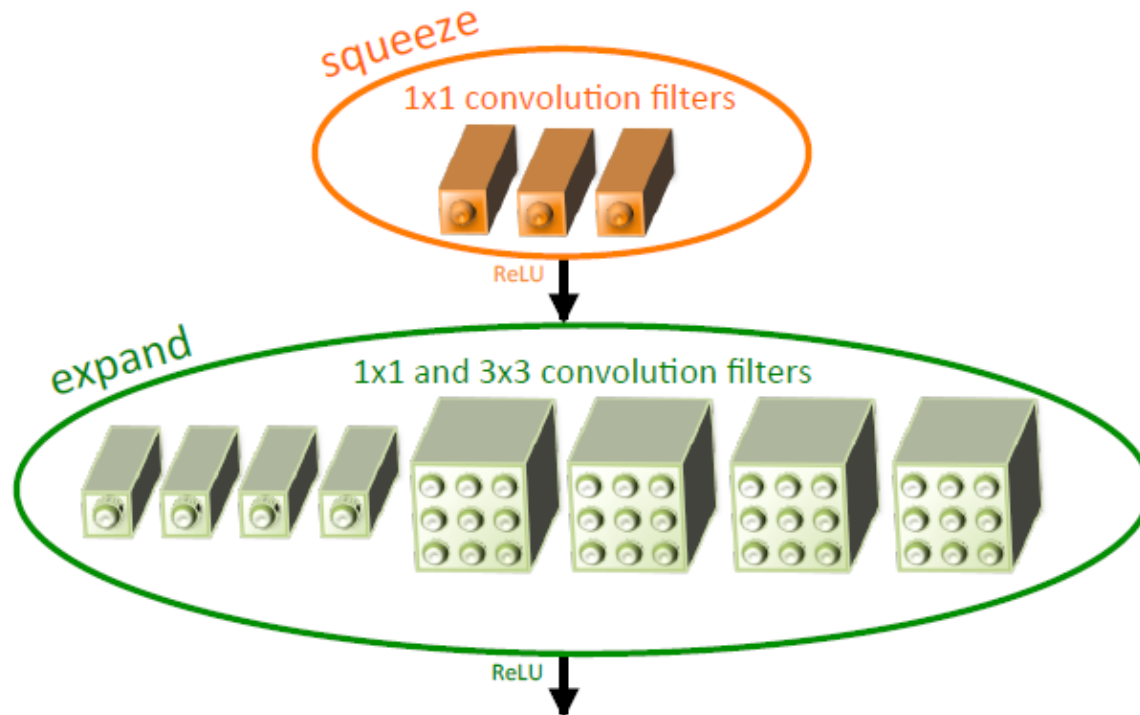 squeeze
1x1 convolution filters
ReLU
expand
1x1 and 3x3 convolution filters
ReLU